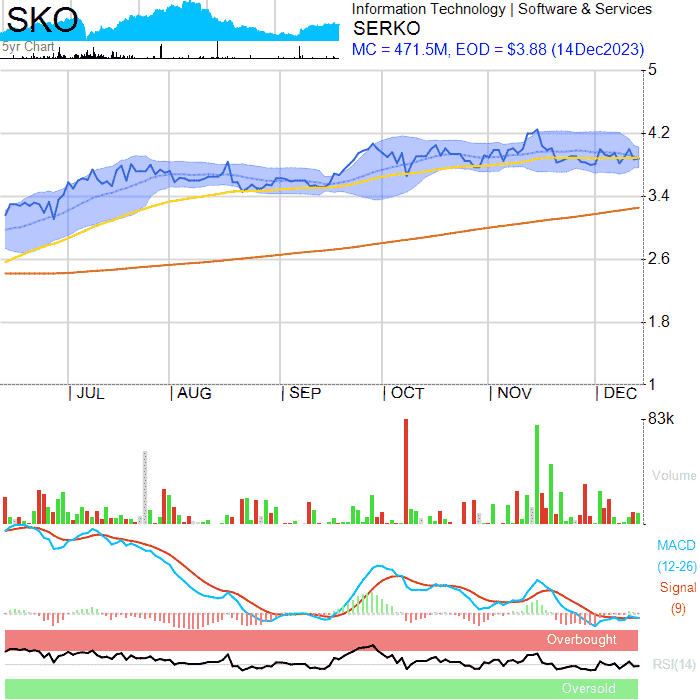 SKO
5yr Chart
Information Technology | Software & Services
SERKO
MC = 471.5M, EOD = $3.88 (14Dec2023)
5
4.2
3.4
2.6
1.8
1
| JUL | AUG | SEP | OCT | NOV | DEC
83k
Volume
MACD
(12-26)
Signal
(9)
Overbought
RSI(14)
Oversold